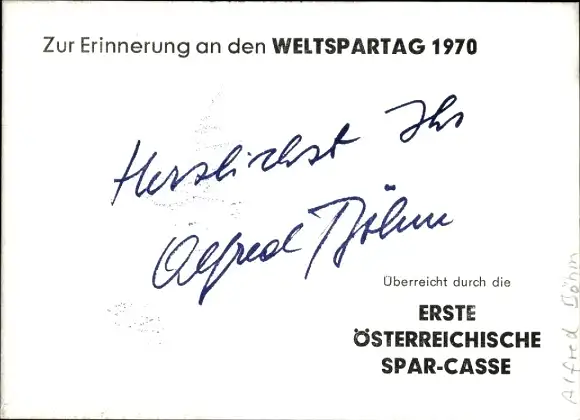 Zur Erinnerung an den WELTSPARTAG 1970
Herzlichst Ihr
Alfred Böhm
Überreicht durch die
ERSTE
ÖSTERREICHISCHE
SPAR-CASSE
Alfred Böhm